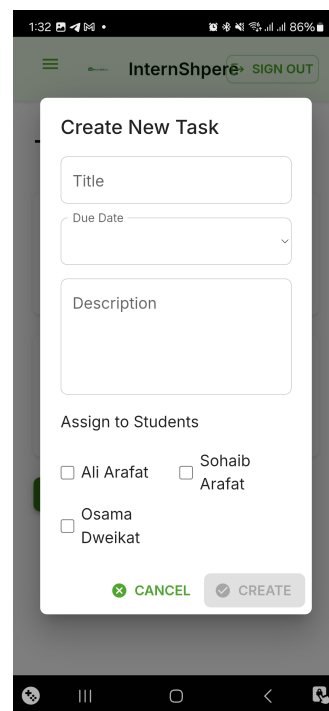 1:32 86%
InternShpere SIGN OUT
Create New Task
Title
Due Date
Description
Assign to Students
Ali Arafat
Sohaib
Arafat
Osama
Dweikat
CANCEL CREATE